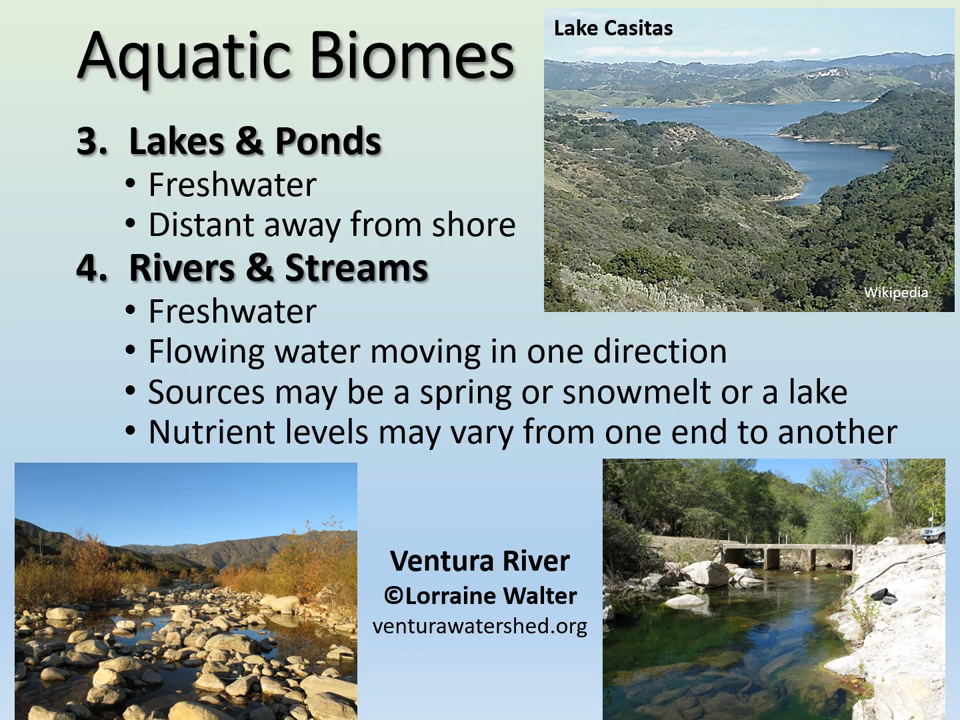 Aquatic Biomes
Lake Casitas
3. Lakes & Ponds
• Freshwater
• Distant away from shore
4. Rivers & Streams
• Freshwater
• Flowing water moving in one direction
• Sources may be a spring or snowmelt or a lake
• Nutrient levels may vary from one end to another
Wikipedia
Ventura River
©Lorraine Walter
venturawatershed.org